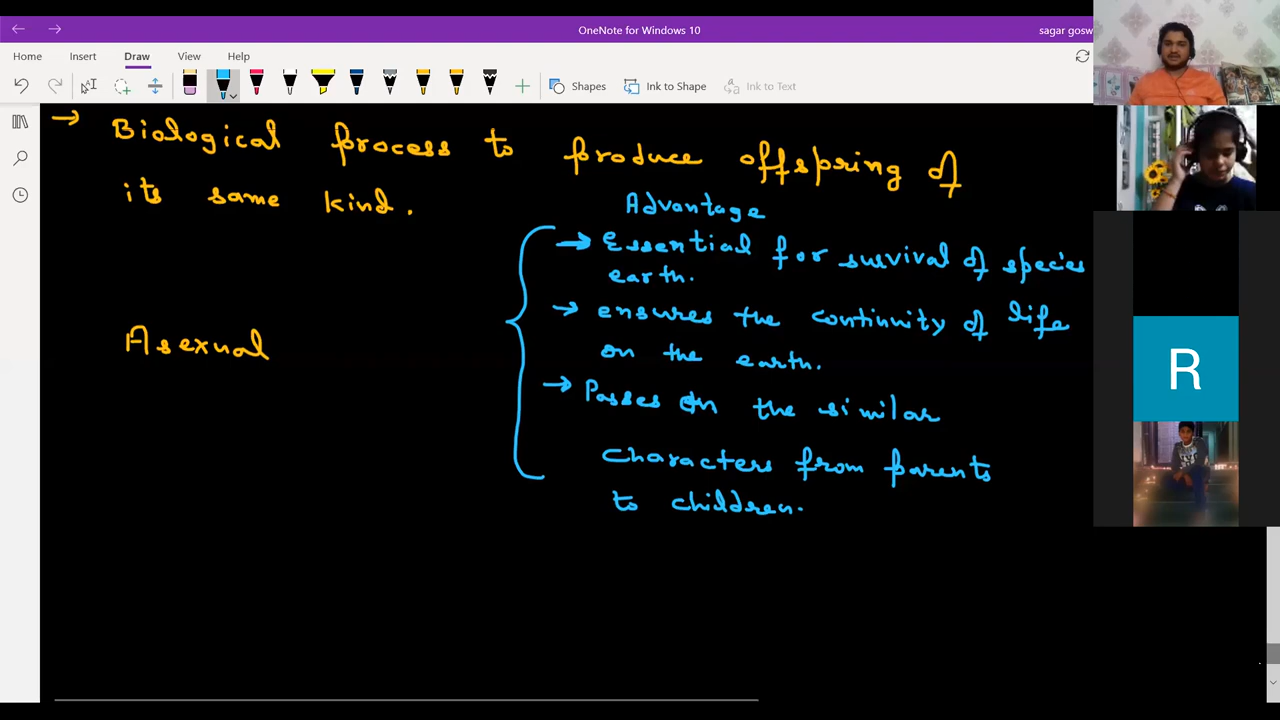 OneNote for Windows 10
sagar gosw
Home Insert Draw View Help
Shapes Ink to Shape Ink to Text
→ Biological process to produce offspring of
its same kind.
Advantage
→ Essential for survival of species
earth.
→ ensures the continuity of life
on the earth.
→ Passes on the similar
characters from parents
to children.
Asexual
R